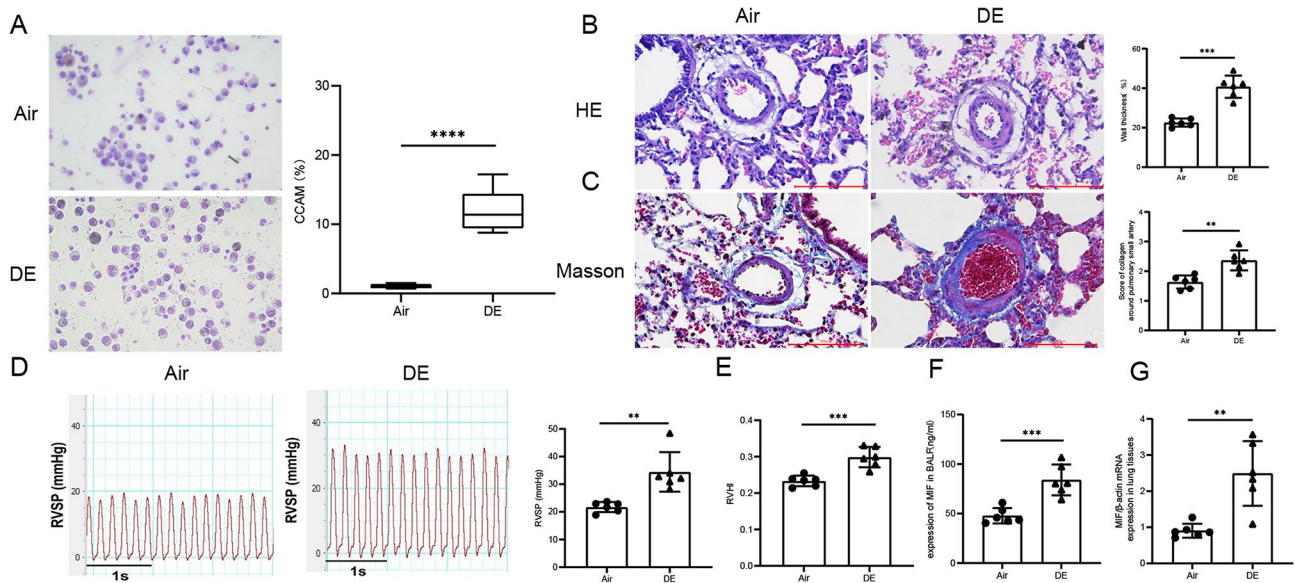 A
Air
DE
CCAM (%)
30
20
10
0
****
Air
DE
B
Air
DE
HE
C
Masson
Wall thickness( %)
60
40
20
0
***
Air
DE
Score of collagen
around pulmonary small artery
4
3
2
1
0
**
Air
DE
D
Air
DE
RVSP (mmHg)
40
20
0
1s
RVSP (mmHg)
40
20
0
1s
RVSP (mmHg)
60
40
20
0
**
Air
DE
E
RVHI
0.4
0.3
0.2
0.1
0.0
***
Air
DE
F
expression of MIF in BALF(ng/ml)
150
100
50
0
***
Air
DE
G
MIF/β-actin mRNA
expression in lung tissues
4
3
2
1
0
**
Air
DE